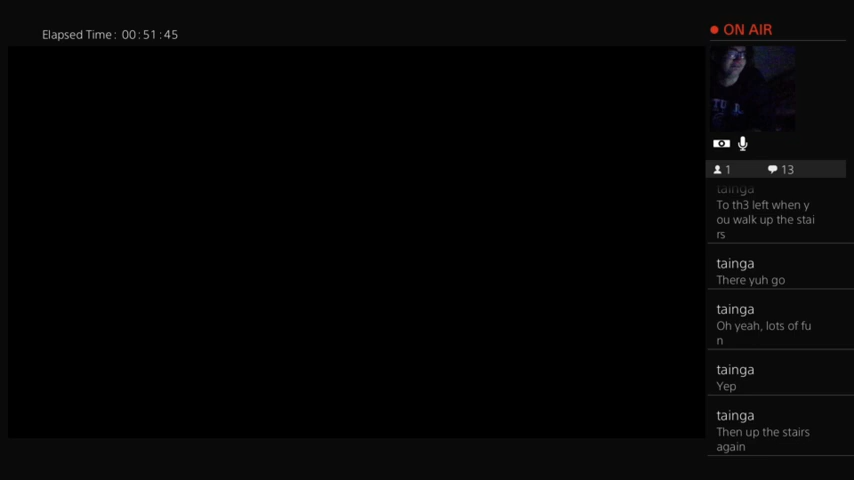 Elapsed Time: 00:51:45
ON AIR
1
13
tainga
To th3 left when y
ou walk up the stai
rs
tainga
There yuh go
tainga
Oh yeah, lots of fu
n
tainga
Yep
tainga
Then up the stairs
again